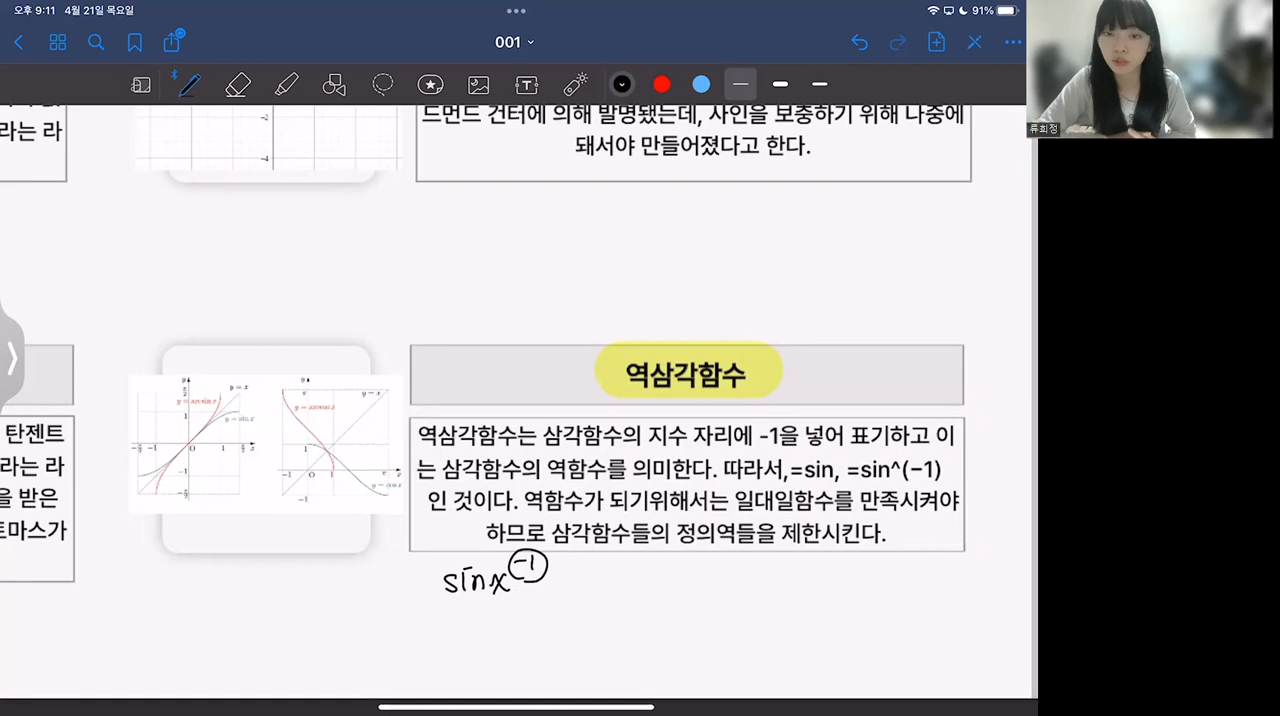 오후 9:11 4월 21일 목요일
91%
001
류희정
라는 라
드먼드 건터에 의해 발명됐는데, 사인을 보충하기 위해 나중에
돼서야 만들어졌다고 한다.
역삼각함수
탄젠트
라는 라
을 받은
트마스가
y = x
y = arcsin x
y = sin x
y = x
y = arccos x
y = cos x
역삼각함수는 삼각함수의 지수 자리에 -1을 넣어 표기하고 이
는 삼각함수의 역함수를 의미한다. 따라서,=sin, =sin^(−1)
인 것이다. 역함수가 되기위해서는 일대일함수를 만족시켜야
하므로 삼각함수들의 정의역들을 제한시킨다.
sinx^-1